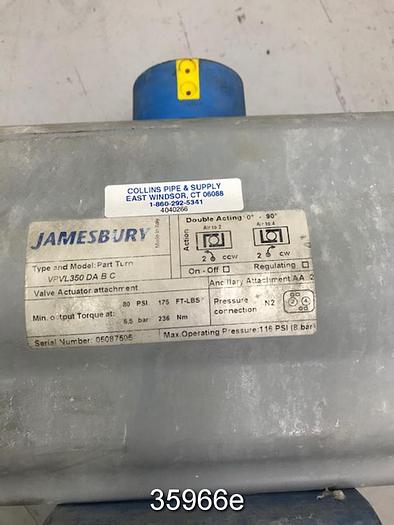 COLLINS PIPE & SUPPLY
EAST WINDSOR, CT 06088
1-860-292-5341
4040266
JAMESBURY
Made in Italy
Type and Model: Part Turn
VPVL350 DA B C
Valve Actuator attachment
80 PSI 175 FT-LBS
Min. output Torque at:
5,5 bar 236 Nm
Serial Number: 05087595
Double Acting 0° - 90°
Action
Air to 2 Air to 4
2 ccw 2 ccw
On - Off Regulating
Ancillary Attachment AA 2
Pressure connection N2
Max. Operating Pressure: 116 PSI (8 bar)
35966e